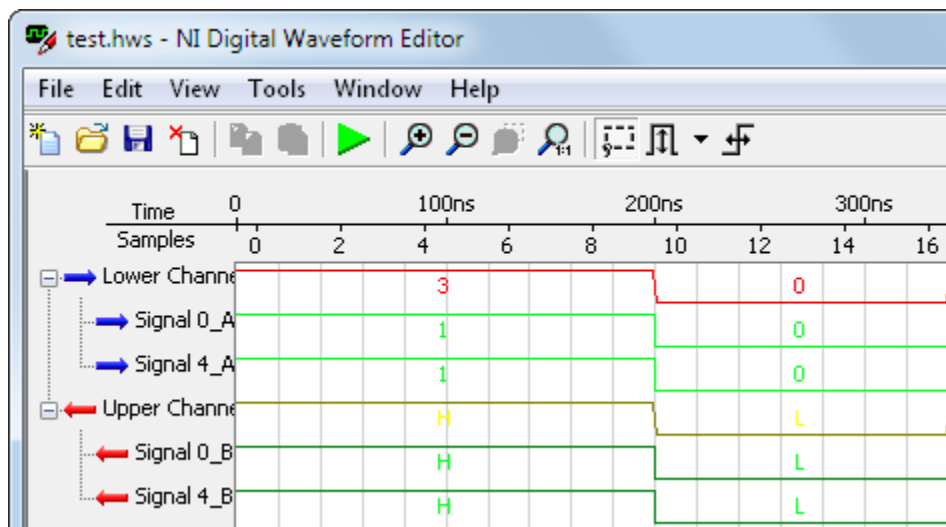 test.hws - NI Digital Waveform Editor
File Edit View Tools Window Help
1:1
Time 0 100ns 200ns 300ns
Samples 0 2 4 6 8 10 12 14 16
Lower Channe 3 0
Signal 0_A 1 0
Signal 4_A 1 0
Upper Channe H L
Signal 0_B H L
Signal 4_B H L